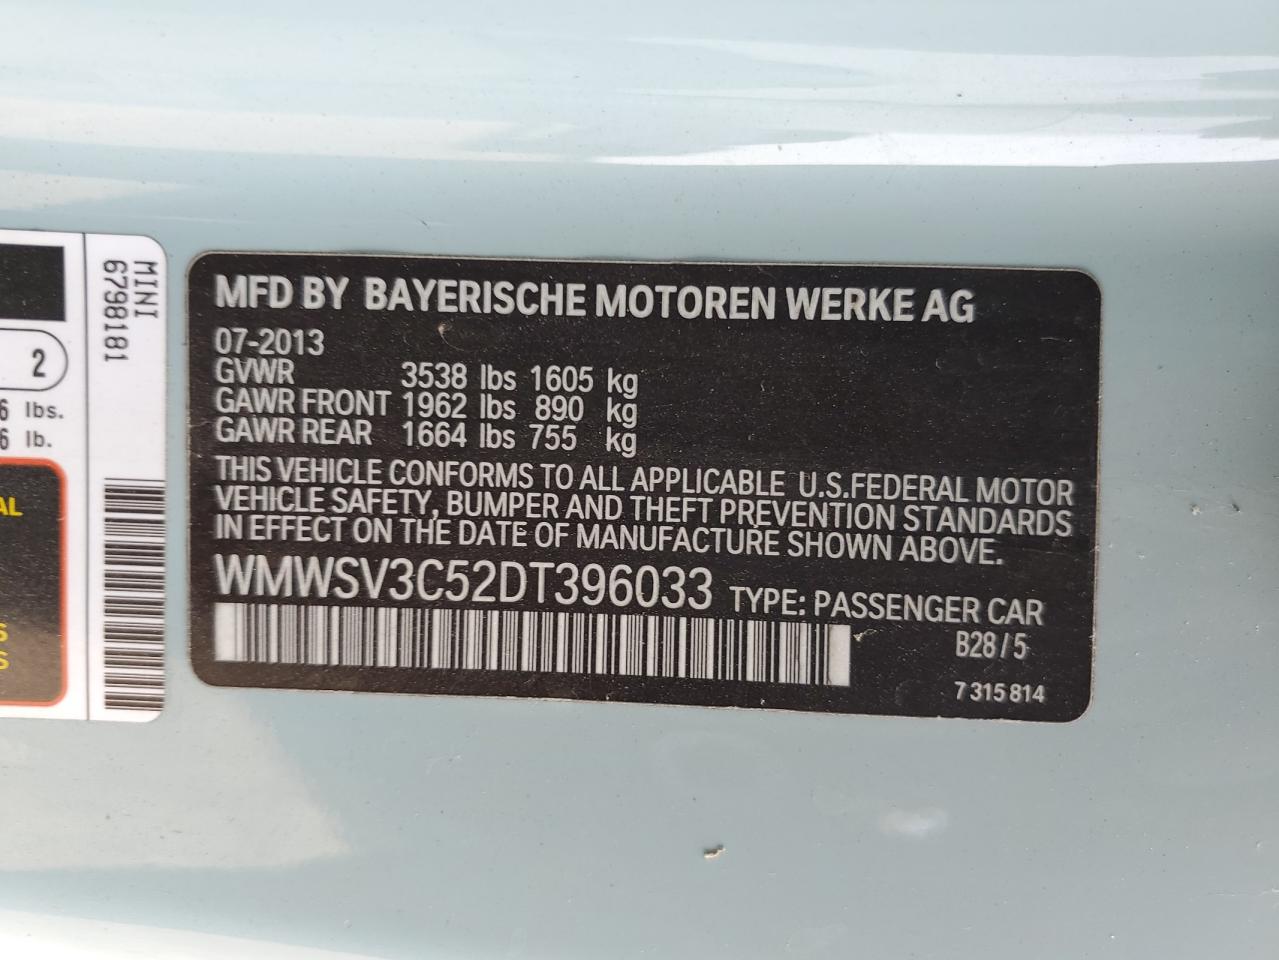 MINI
6798181
2
6 lbs.
6 lb.
AL
S
S
MFD BY BAYERISCHE MOTOREN WERKE AG
07-2013
GVWR 3538 lbs 1605 kg
GAWR FRONT 1962 lbs 890 kg
GAWR REAR 1664 lbs 755 kg
THIS VEHICLE CONFORMS TO ALL APPLICABLE U.S.FEDERAL MOTOR
VEHICLE SAFETY, BUMPER AND THEFT PREVENTION STANDARDS
IN EFFECT ON THE DATE OF MANUFACTURE SHOWN ABOVE.
WMWSV3C52DT396033 TYPE: PASSENGER CAR
B28/5
7 315 814